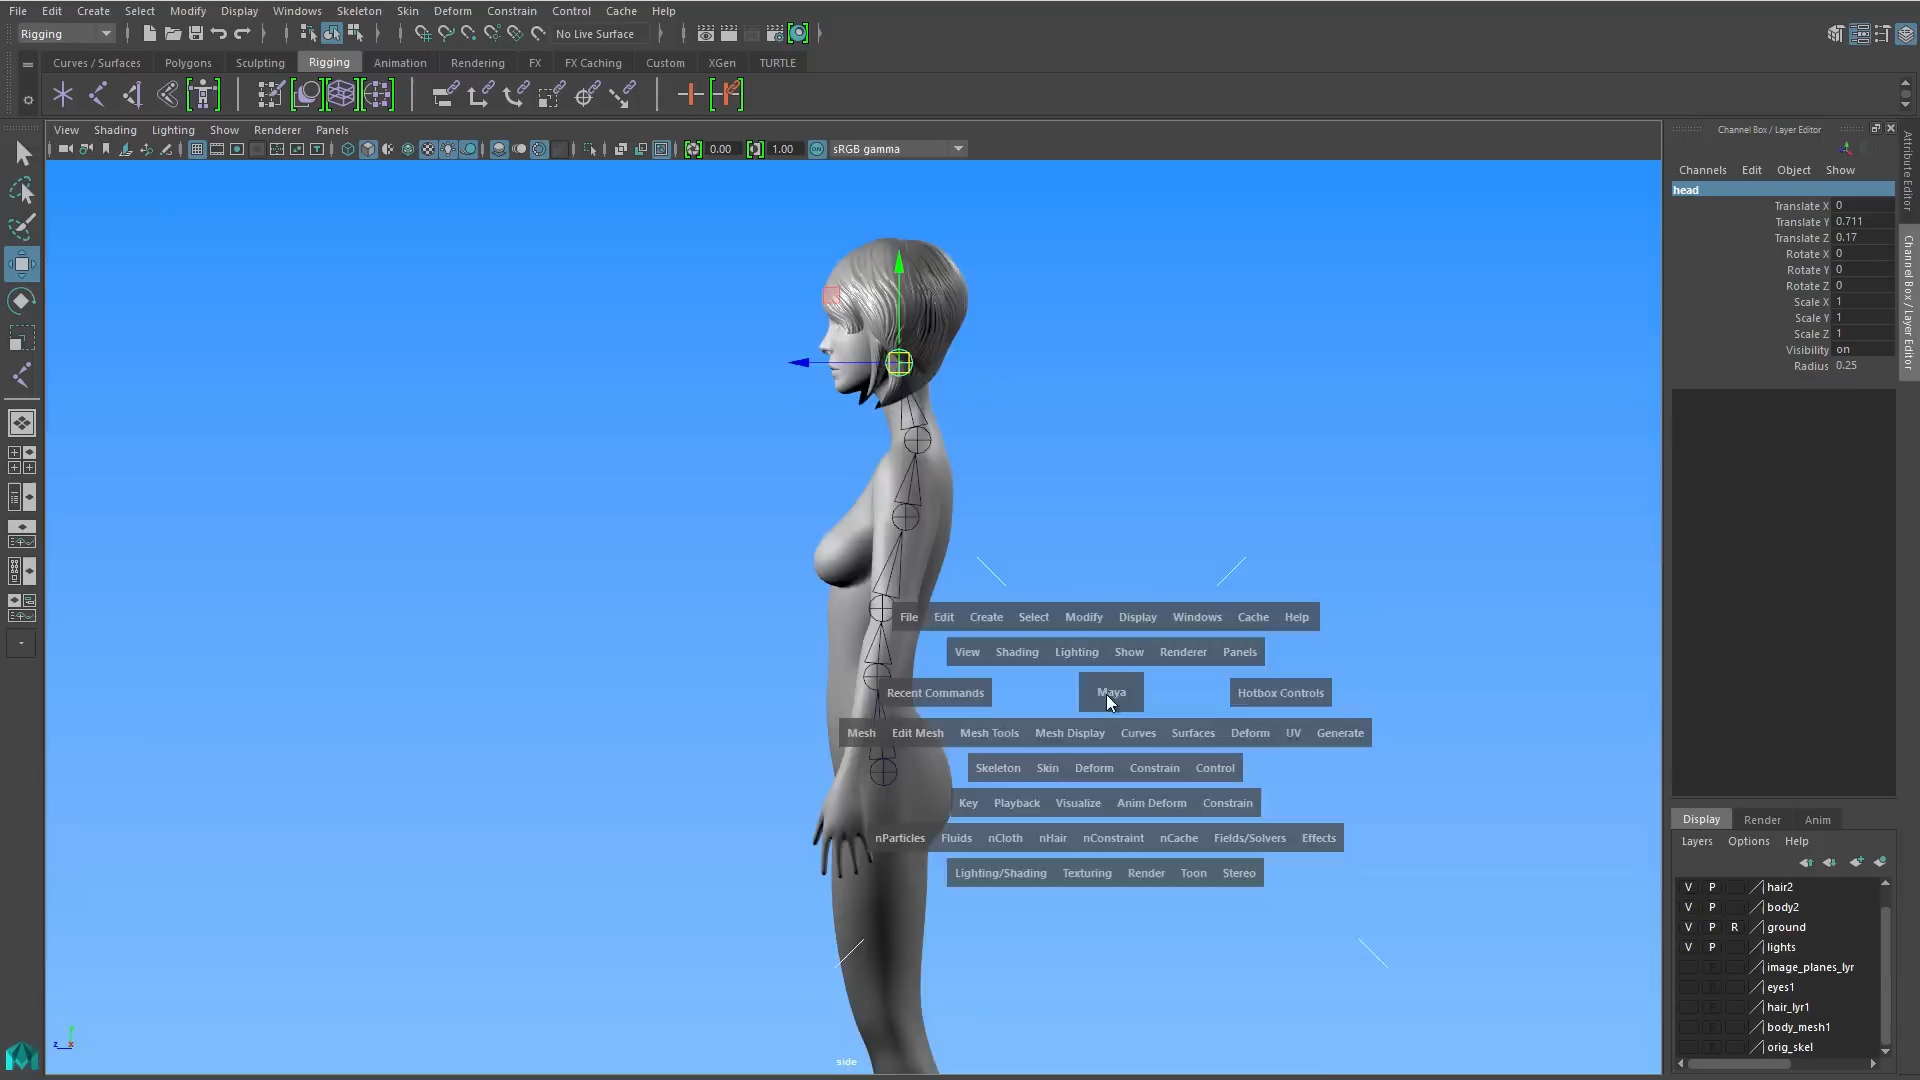 File Edit Create Select Modify Display Windows Skeleton Skin Deform Constrain Control Cache Help
Rigging No Live Surface
Curves / Surfaces Polygons Sculpting Rigging Animation Rendering FX FX Caching Custom XGen TURTLE
View Shading Lighting Show Renderer Panels
0.00 1.00 ON sRGB gamma
Channel Box / Layer Editor
Channels Edit Object Show
head
Translate X 0
Translate Y 0.711
Translate Z 0.17
Rotate X 0
Rotate Y 0
Rotate Z 0
Scale X 1
Scale Y 1
Scale Z 1
Visibility on
Radius 0.25
Attribute Editor
Channel Box / Layer Editor
File Edit Create Select Modify Display Windows Cache Help
View Shading Lighting Show Renderer Panels
Recent Commands Maya Hotbox Controls
Mesh Edit Mesh Mesh Tools Mesh Display Curves Surfaces Deform UV Generate
Skeleton Skin Deform Constrain Control
Key Playback Visualize Anim Deform Constrain
nParticles Fluids nCloth nHair nConstraint nCache Fields/Solvers Effects
Lighting/Shading Texturing Render Toon Stereo
Display Render Anim
Layers Options Help
V P hair2
V P body2
V P R ground
V P lights
P image_planes_lyr
P eyes1
P hair_lyr1
P body_mesh1
P orig_skel
z y x
side